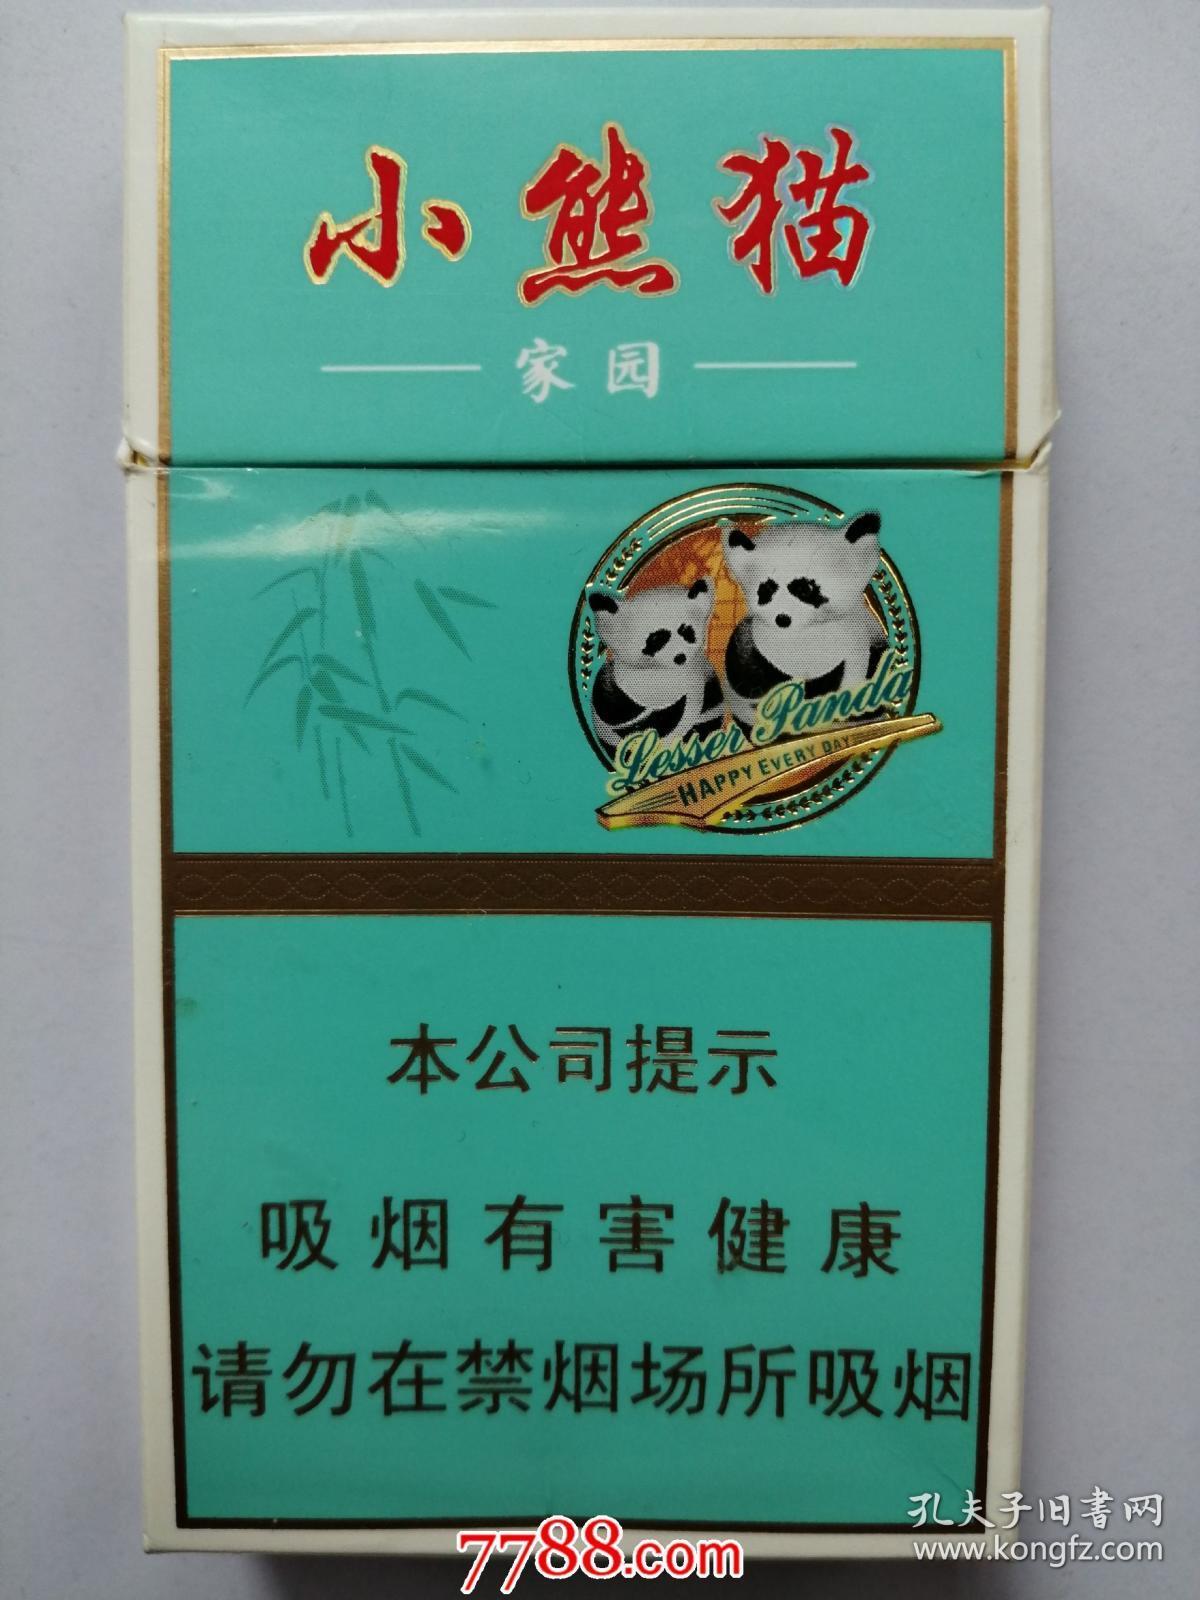 小熊猫
家园
Lesser Panda
HAPPY EVERY DAY
本公司提示
吸烟有害健康
请勿在禁烟场所吸烟
孔夫子旧书网
www.kongfz.com
7788.com